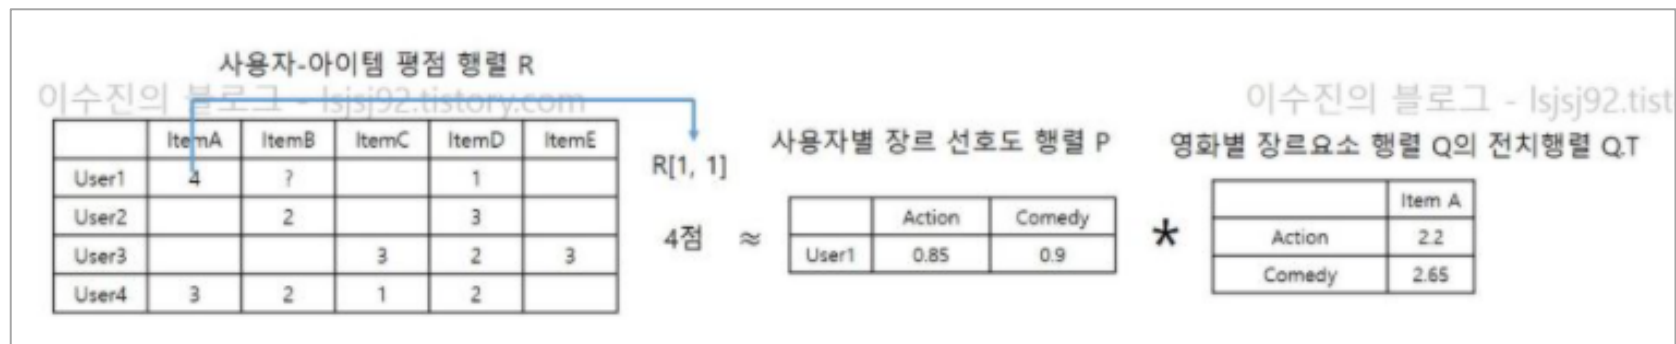 사용자-아이템 평점 행렬 R
이수진의 블로그 - lsjsj92.tistory.com
이수진의 블로그 - lsjsj92.tist
ItemA ItemB ItemC ItemD ItemE
User1 4 ? 1
User2 2 3
User3 3 2 3
User4 3 2 1 2
R[1, 1]
4점 ≈
사용자별 장르 선호도 행렬 P
Action Comedy
User1 0.85 0.9
*
영화별 장르요소 행렬 Q의 전치행렬 Q.T
Item A
Action 2.2
Comedy 2.65